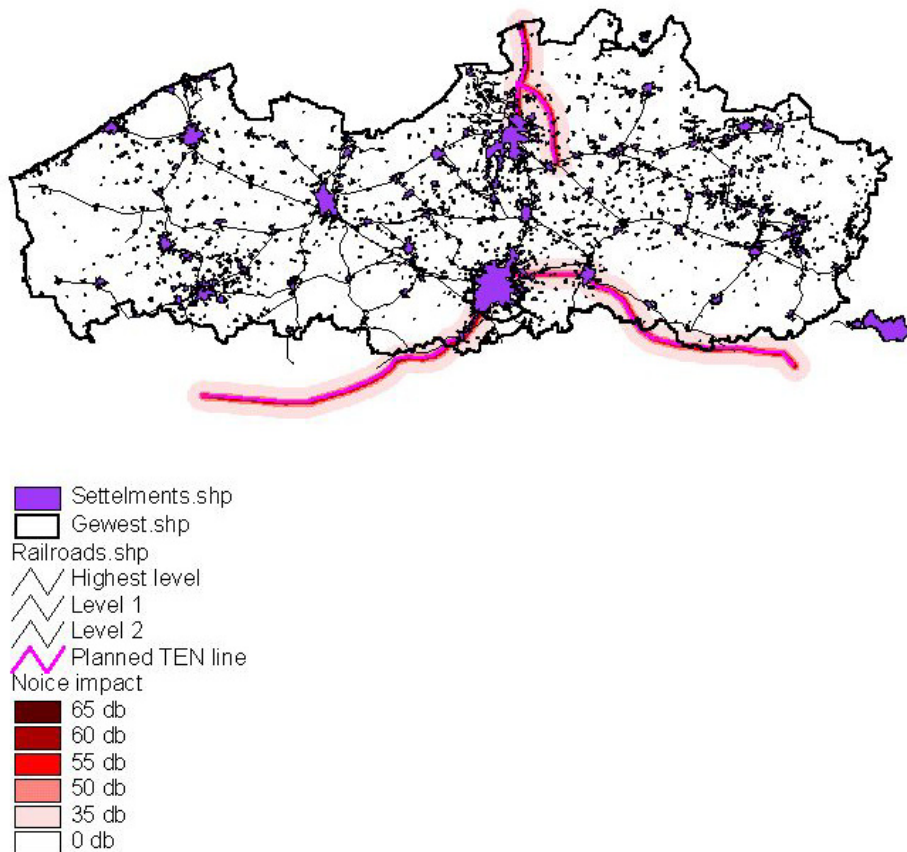 Settelments.shp
Gewest.shp
Railroads.shp
Highest level
Level 1
Level 2
Planned TEN line
Noice impact
65 db
60 db
55 db
50 db
35 db
0 db